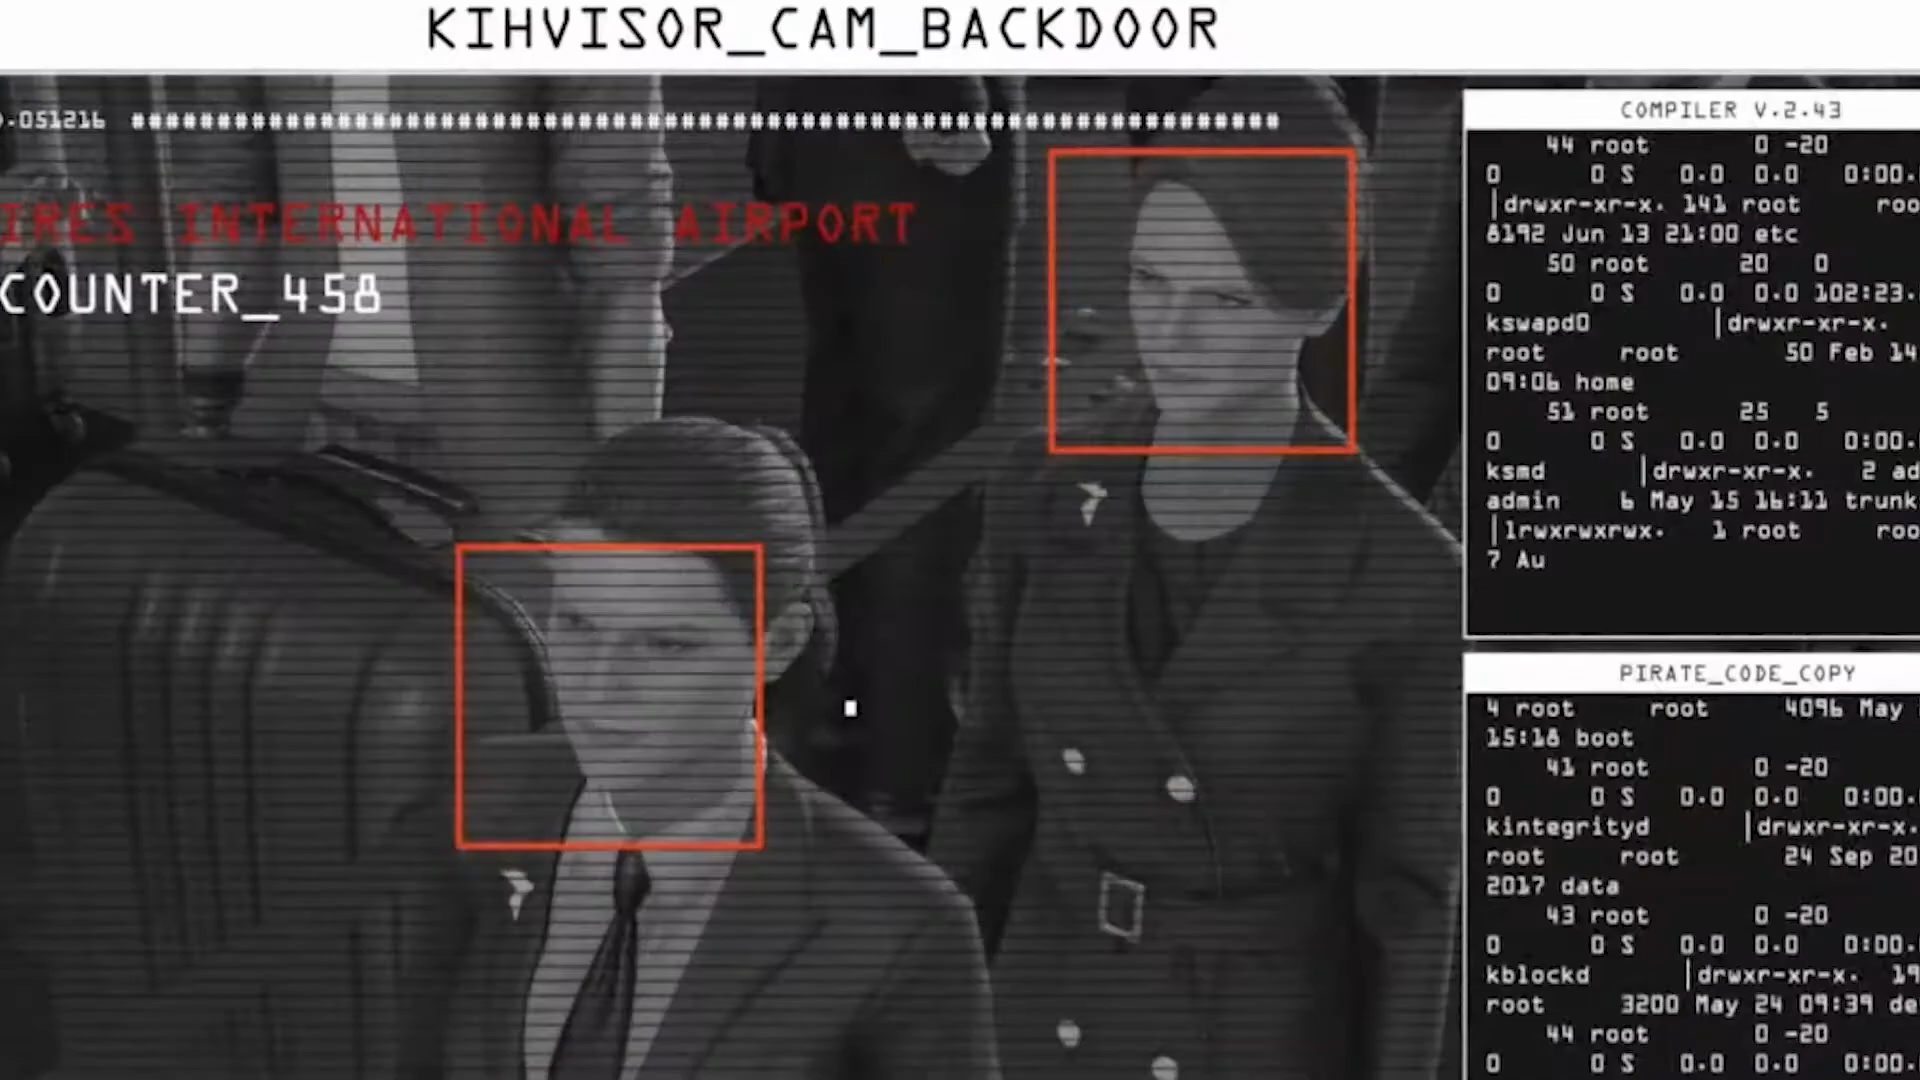 KIHVISOR_CAM_BACKDOOR
.051216 ####################################################################
IRES INTERNATIONAL AIRPORT
COUNTER_458
COMPILER V.2.43
44 root 0 -20
0 0 S 0.0 0.0 0:00.
|drwxr-xr-x. 141 root roo
8192 Jun 13 21:00 etc
50 root 20 0
0 0 S 0.0 0.0 102:23.
kswapd0 |drwxr-xr-x.
root root 50 Feb 14
09:06 home
51 root 25 5
0 0 S 0.0 0.0 0:00.
ksmd |drwxr-xr-x. 2 ad
admin 6 May 15 16:11 trunk
|lrwxrwxrwx. 1 root roo
7 Au
PIRATE_CODE_COPY
4 root root 4096 May
15:18 boot
41 root 0 -20
0 0 S 0.0 0.0 0:00.
kintegrityd |drwxr-xr-x.
root root 24 Sep 20
2017 data
43 root 0 -20
0 0 S 0.0 0.0 0:00.
kblockd |drwxr-xr-x. 19
root 3200 May 24 09:39 de
44 root 0 -20
0 0 S 0.0 0.0 0:00.